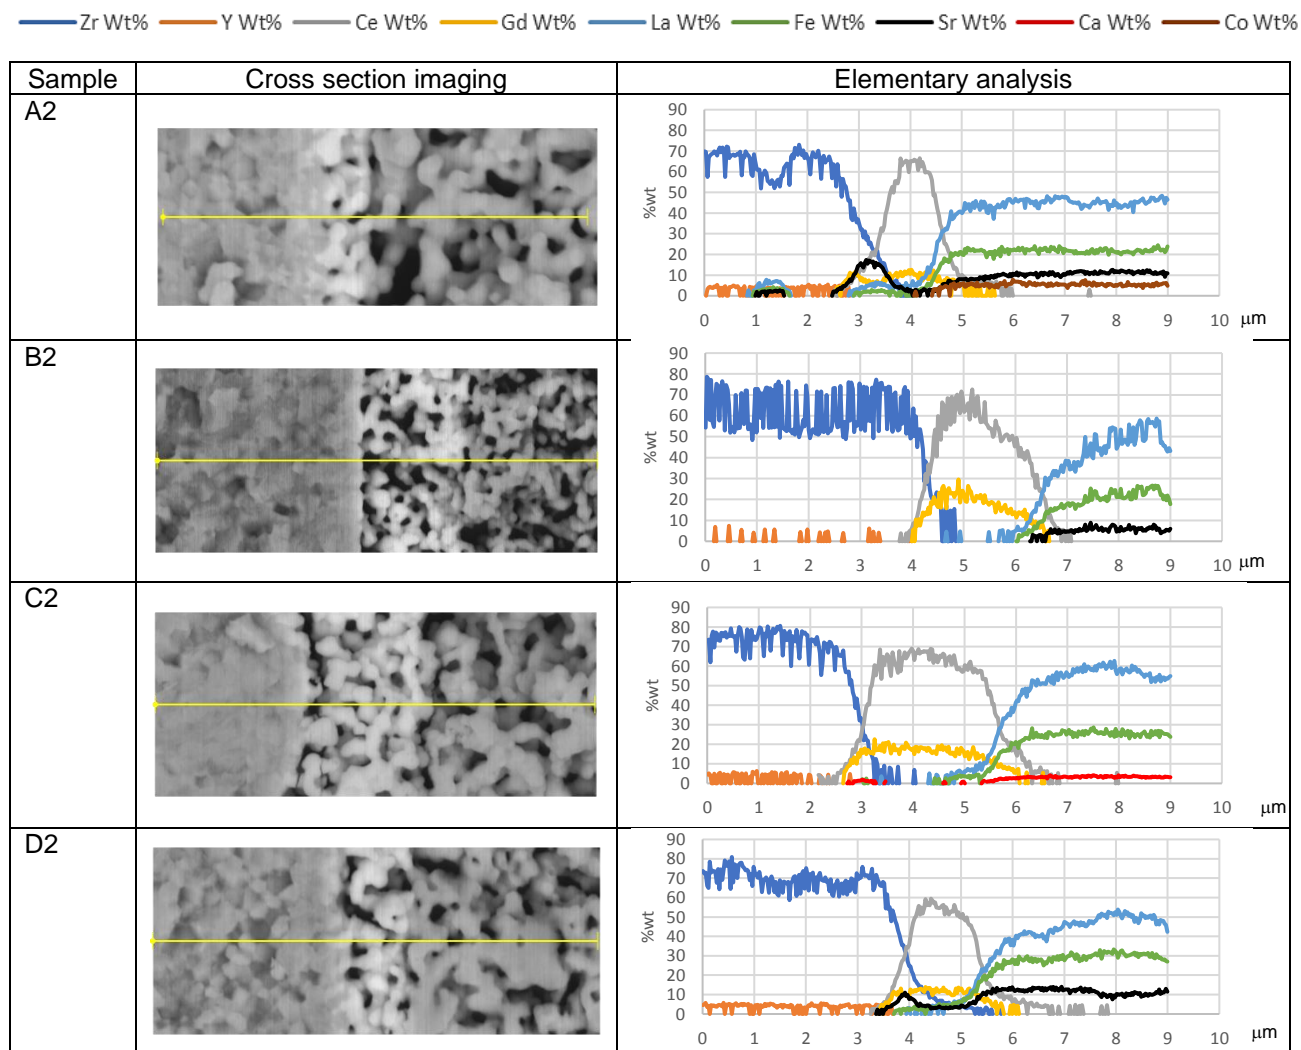 Zr Wt% Y Wt% Ce Wt% Gd Wt% La Wt% Fe Wt% Sr Wt% Ca Wt% Co Wt%
Sample Cross section imaging Elementary analysis
A2
90
80
70
60
50
40
30
20
10
0
%wt
0 1 2 3 4 5 6 7 8 9 10 μm
B2
90
80
70
60
50
40
30
20
10
0
%wt
0 1 2 3 4 5 6 7 8 9 10 μm
C2
90
80
70
60
50
40
30
20
10
0
%wt
0 1 2 3 4 5 6 7 8 9 10 μm
D2
90
80
70
60
50
40
30
20
10
0
%wt
0 1 2 3 4 5 6 7 8 9 10 μm